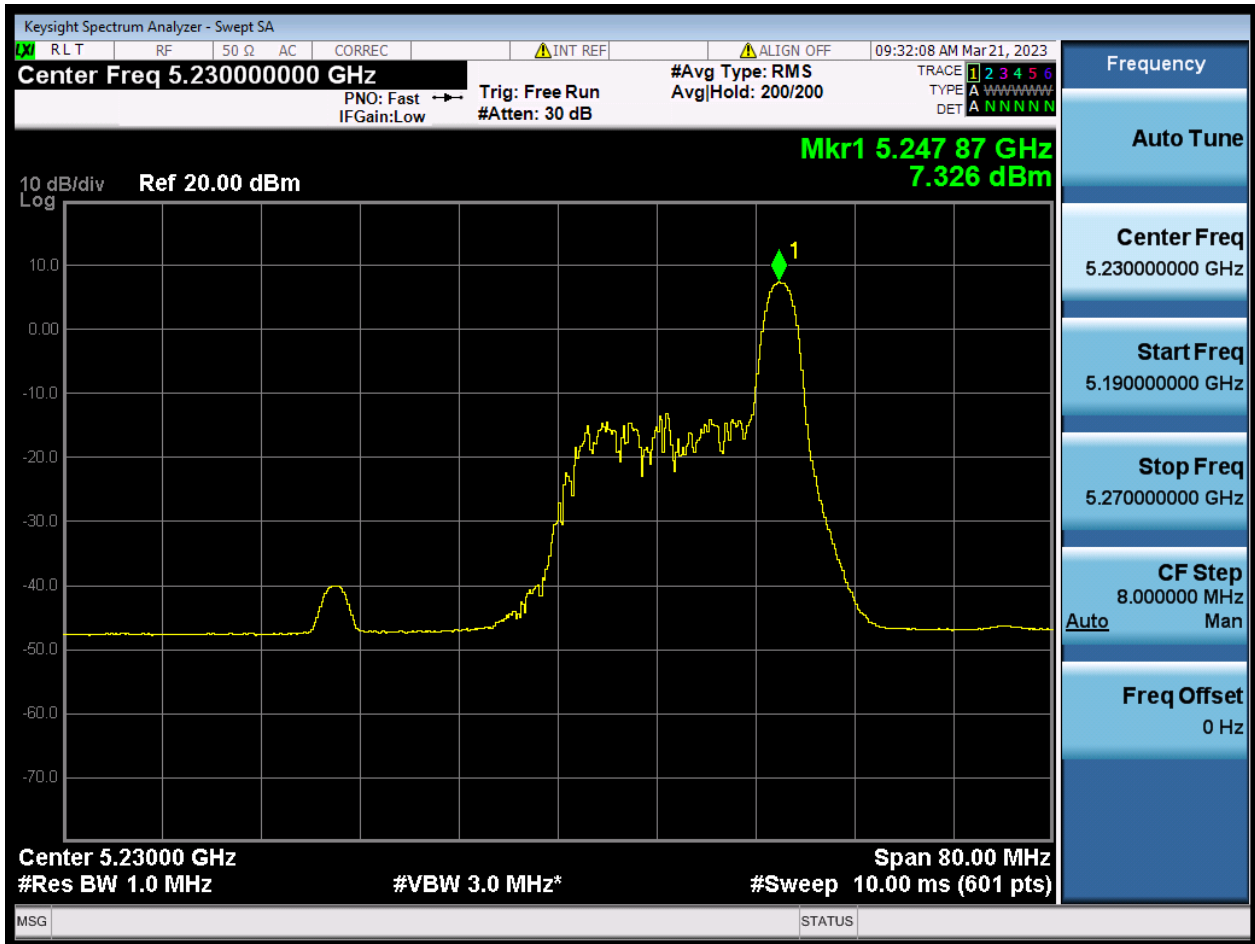 Keysight Spectrum Analyzer - Swept SA
LXI RLT RF 50 Ω AC CORREC INT REF ALIGN OFF 09:32:08 AM Mar 21, 2023
Center Freq 5.230000000 GHz
PNO: Fast
IFGain:Low
Trig: Free Run
#Atten: 30 dB
#Avg Type: RMS
Avg|Hold: 200/200
TRACE 1 2 3 4 5 6
TYPE A WWWWW
DET A N N N N N
Mkr1 5.247 87 GHz
7.326 dBm
10 dB/div Ref 20.00 dBm
Log
1
10.0
0.00
-10.0
-20.0
-30.0
-40.0
-50.0
-60.0
-70.0
Center 5.23000 GHz Span 80.00 MHz
#Res BW 1.0 MHz #VBW 3.0 MHz* #Sweep 10.00 ms (601 pts)
MSG STATUS
Frequency
Auto Tune
Center Freq
5.230000000 GHz
Start Freq
5.190000000 GHz
Stop Freq
5.270000000 GHz
CF Step
8.000000 MHz
Auto Man
Freq Offset
0 Hz